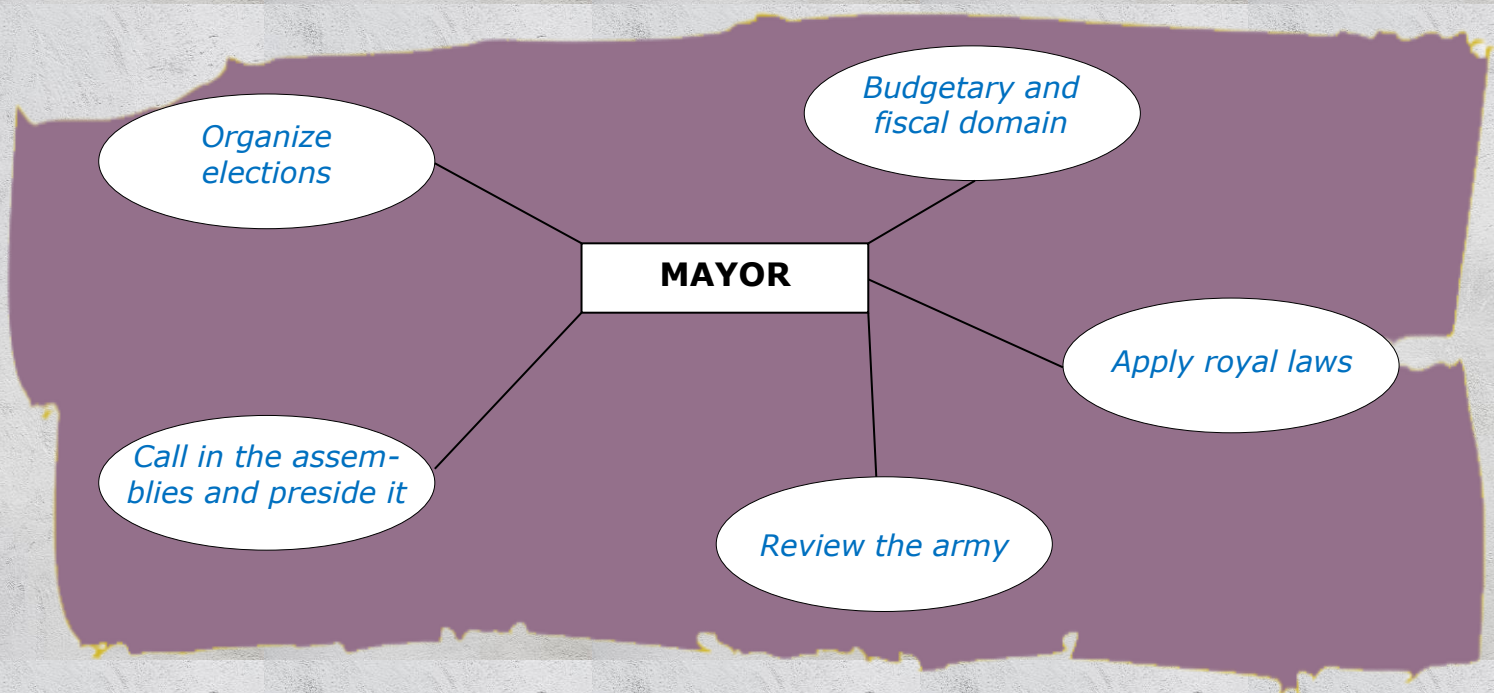 Organize
elections
Budgetary and
fiscal domain
MAYOR
Apply royal laws
Call in the assem-
blies and preside it
Review the army